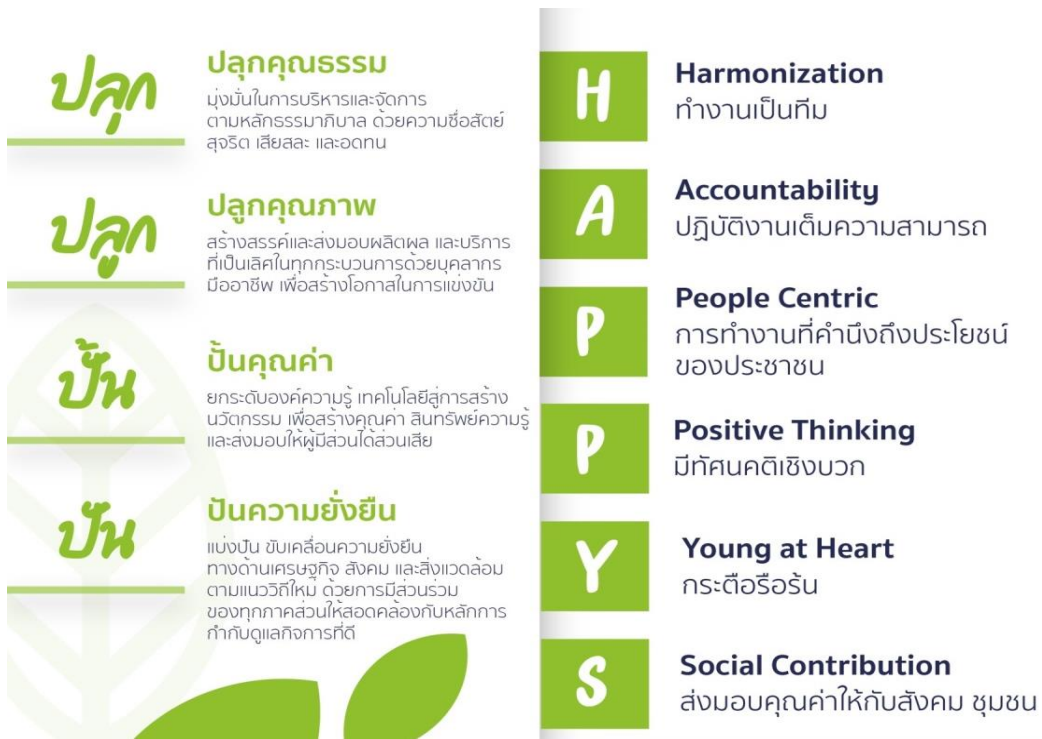 ปลุก
ปลุกคุณธรรม
มุ่งมั่นในการบริหารและจัดการ
ตามหลักธรรมาภิบาล ด้วยความซื่อสัตย์
สุจริต เสียสละ และอดทน
ปลูก
ปลูกคุณภาพ
สร้างสรรค์และส่งมอบผลิตผล และบริการ
ที่เป็นเลิศในทุกกระบวนการด้วยบุคลากร
มืออาชีพ เพื่อสร้างโอกาสในการแข่งขัน
ปั้น
ปั้นคุณค่า
ยกระดับองค์ความรู้ เทคโนโลยีสู่การสร้าง
นวัตกรรม เพื่อสร้างคุณค่า สินทรัพย์ความรู้
และส่งมอบให้ผู้มีส่วนได้ส่วนเสีย
ปัน
ปันความยั่งยืน
แบ่งปัน ขับเคลื่อนความยั่งยืน
ทางด้านเศรษฐกิจ สังคม และสิ่งแวดล้อม
ตามแนววิถีใหม่ ด้วยการมีส่วนร่วม
ของทุกภาคส่วนให้สอดคล้องกับหลักการ
กำกับดูแลกิจการที่ดี
H
Harmonization
ทำงานเป็นทีม
A
Accountability
ปฏิบัติงานเต็มความสามารถ
P
People Centric
การทำงานที่คำนึงถึงประโยชน์
ของประชาชน
P
Positive Thinking
มีทัศนคติเชิงบวก
Y
Young at Heart
กระตือรือร้น
S
Social Contribution
ส่งมอบคุณค่าให้กับสังคม ชุมชน